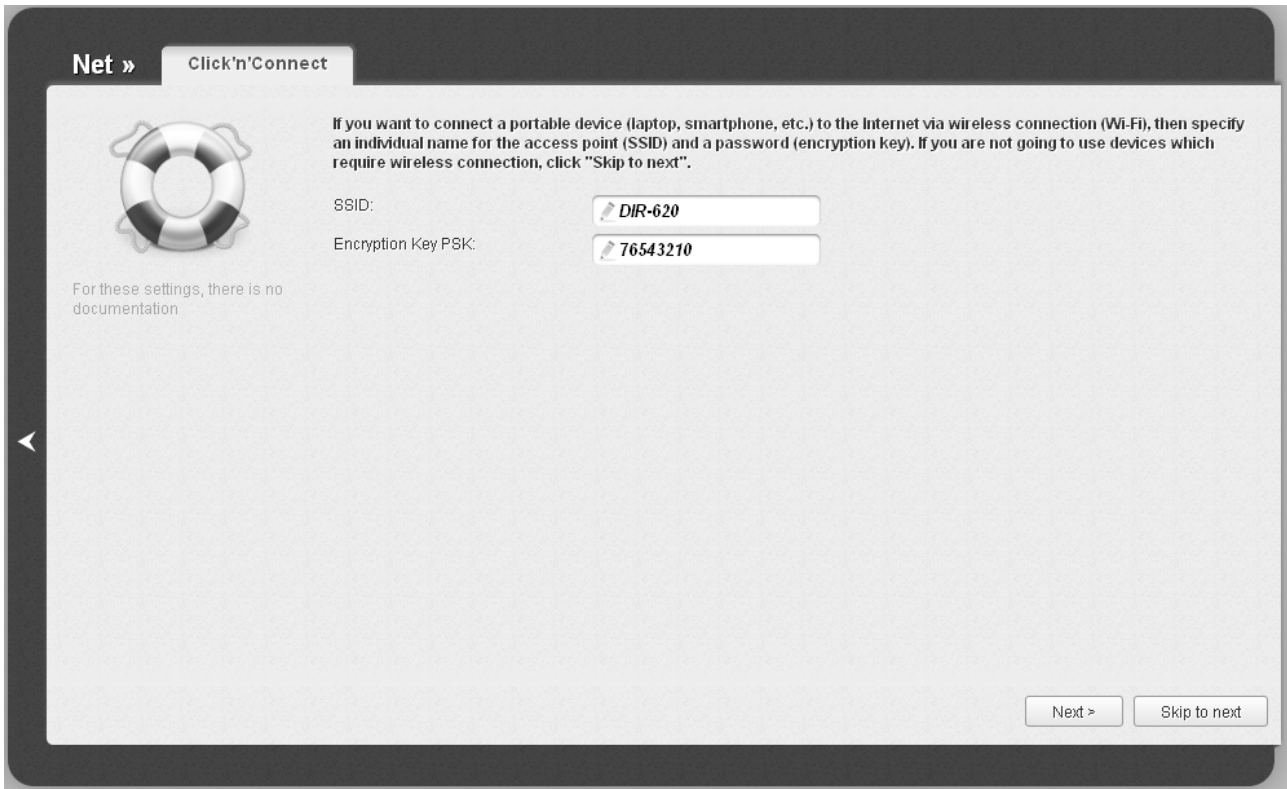 Net »
Click'n'Connect
If you want to connect a portable device (laptop, smartphone, etc.) to the Internet via wireless connection (Wi-Fi), then specify
an individual name for the access point (SSID) and a password (encryption key). If you are not going to use devices which
require wireless connection, click "Skip to next".
SSID:
DIR-620
Encryption Key PSK:
76543210
For these settings, there is no
documentation
Next >
Skip to next